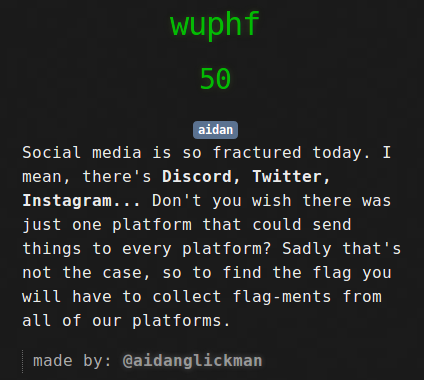 wuphf
50
aidan
Social media is so fractured today. I
mean, there's Discord, Twitter,
Instagram... Don't you wish there was
just one platform that could send
things to every platform? Sadly that's
not the case, so to find the flag you
will have to collect flag-ments from
all of our platforms.
made by: @aidanglickman